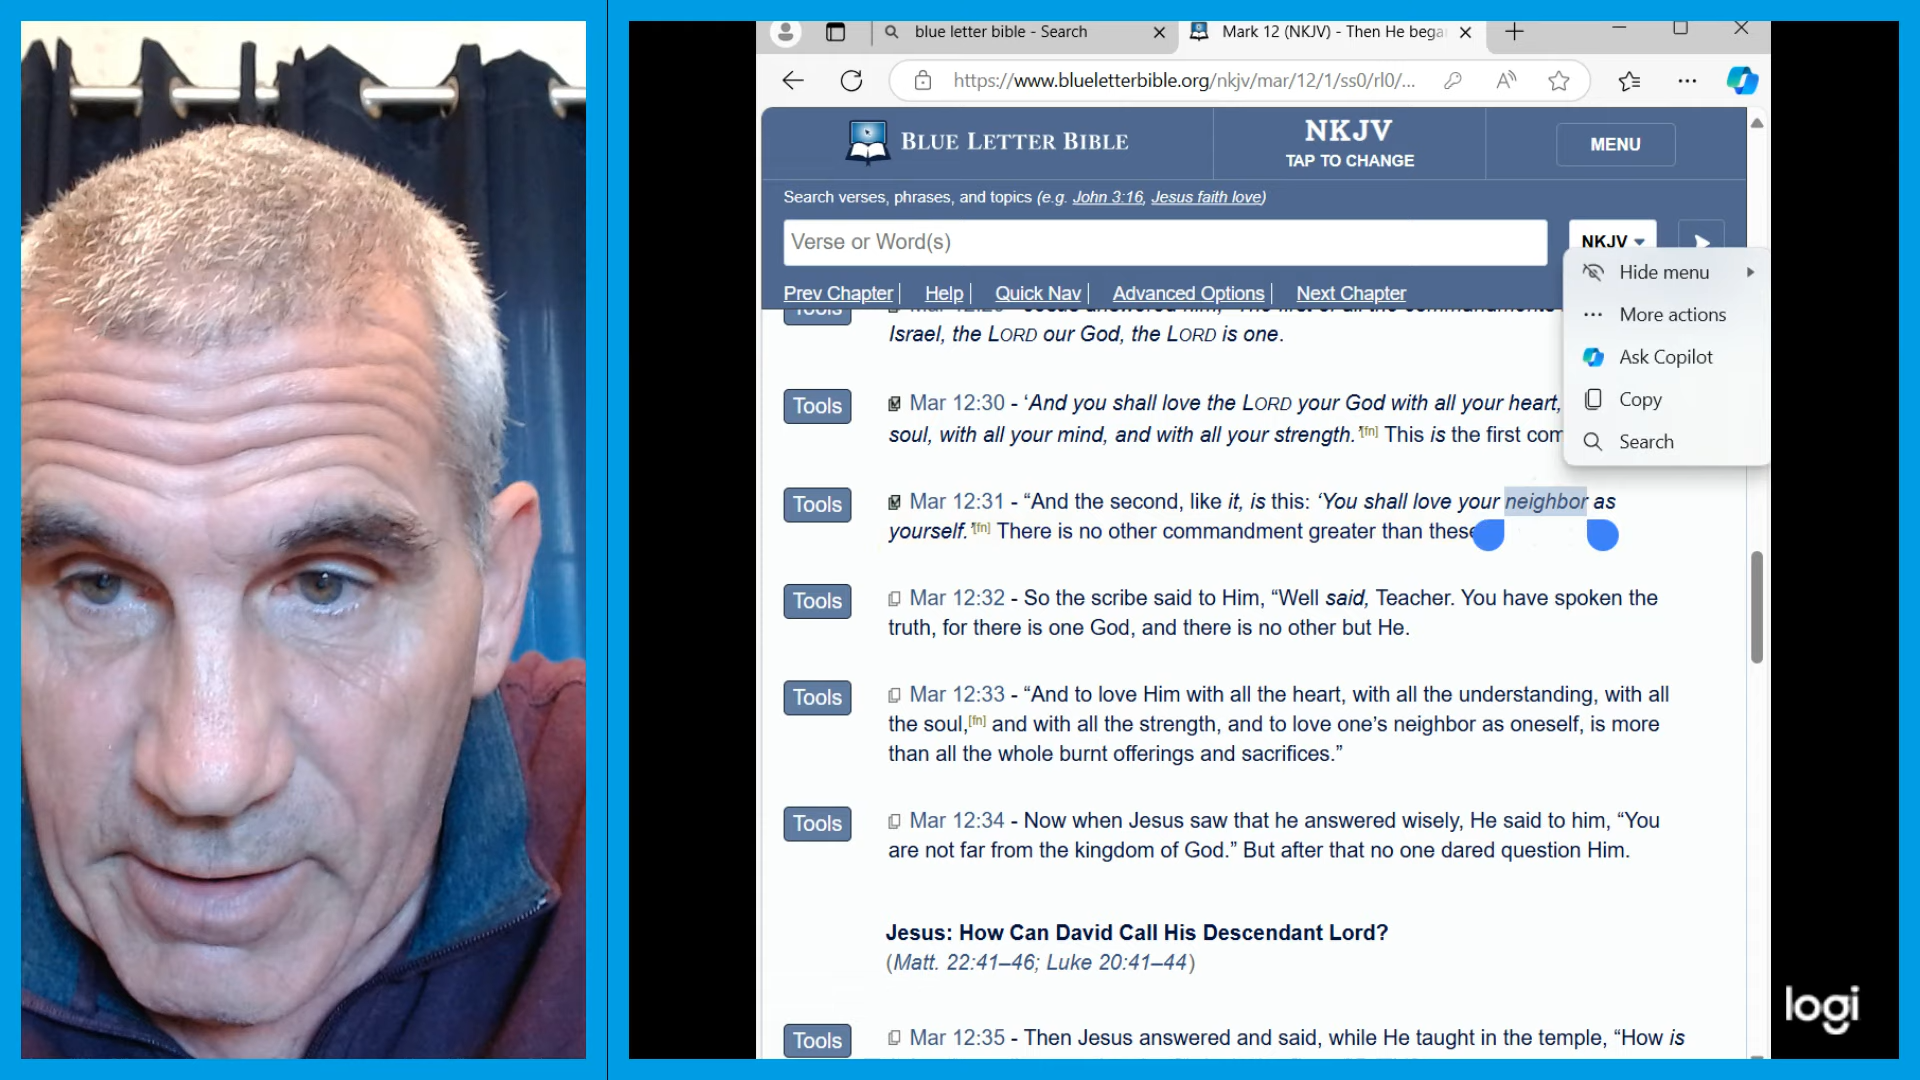 blue letter bible - Search
Mark 12 (NKJV) - Then He bega
https://www.blueletterbible.org/nkjv/mar/12/1/ss0/rl0/...
BLUE LETTER BIBLE
NKJV
TAP TO CHANGE
MENU
Search verses, phrases, and topics (e.g. John 3:16, Jesus faith love)
Verse or Word(s)
NKJV
Prev Chapter | Help | Quick Nav | Advanced Options | Next Chapter
Hide menu
More actions
Ask Copilot
Copy
Search
Tools
Israel, the LORD our God, the LORD is one.
Tools
Mar 12:30 - ‘And you shall love the LORD your God with all your heart,
soul, with all your mind, and with all your strength.’[fn] This is the first com
Tools
Mar 12:31 - “And the second, like it, is this: ‘You shall love your neighbor as
yourself.’[fn] There is no other commandment greater than these
Tools
Mar 12:32 - So the scribe said to Him, “Well said, Teacher. You have spoken the
truth, for there is one God, and there is no other but He.
Tools
Mar 12:33 - “And to love Him with all the heart, with all the understanding, with all
the soul,[fn] and with all the strength, and to love one’s neighbor as oneself, is more
than all the whole burnt offerings and sacrifices.”
Tools
Mar 12:34 - Now when Jesus saw that he answered wisely, He said to him, “You
are not far from the kingdom of God.” But after that no one dared question Him.
Jesus: How Can David Call His Descendant Lord?
(Matt. 22:41–46; Luke 20:41–44)
Tools
Mar 12:35 - Then Jesus answered and said, while He taught in the temple, “How is
logi